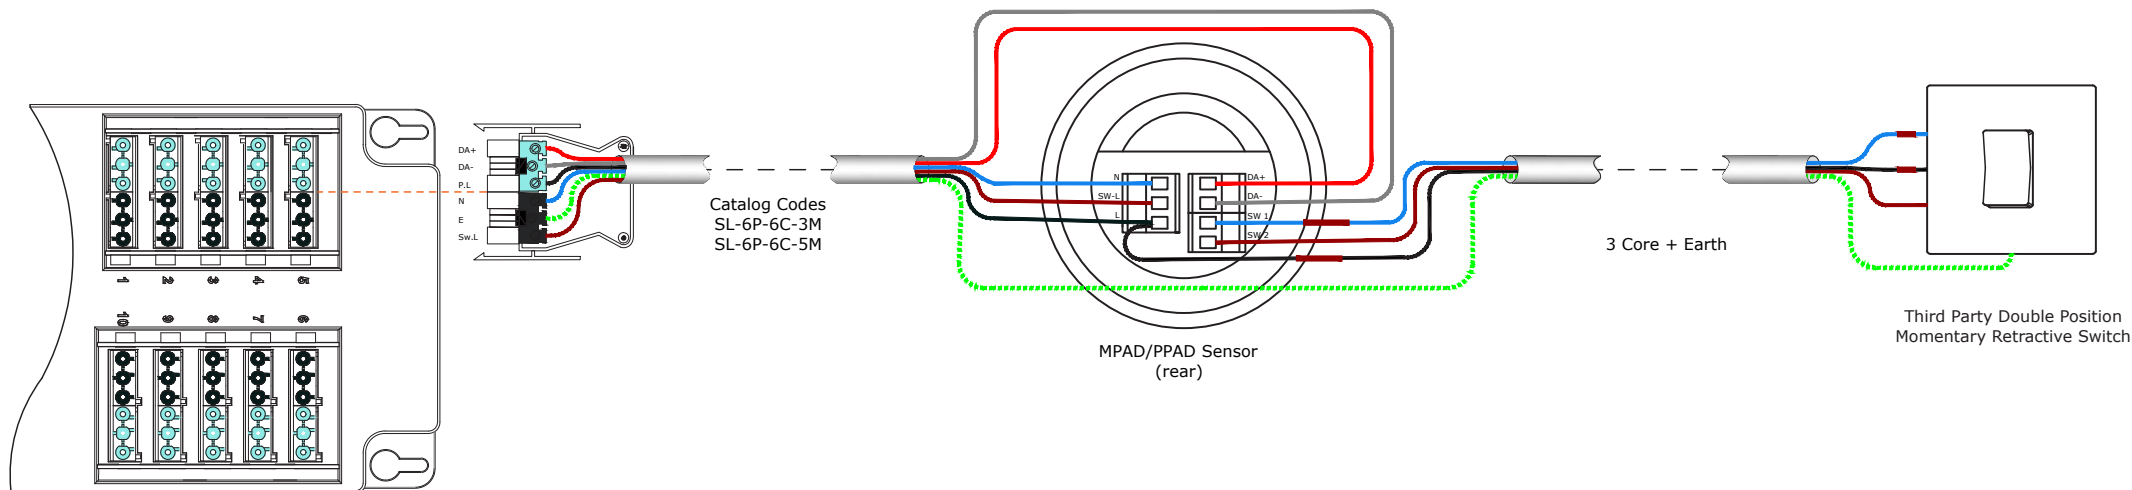 DA+
DA-
P.L
N
E
Sw.L
1
2
3
4
5
10
9
8
7
6
Catalog Codes
SL-6P-6C-3M
SL-6P-6C-5M
N
SW-L
L
DA+
DA-
SW 1
SW 2
MPAD/PPAD Sensor
(rear)
3 Core + Earth
Third Party Double Position
Momentary Retractive Switch